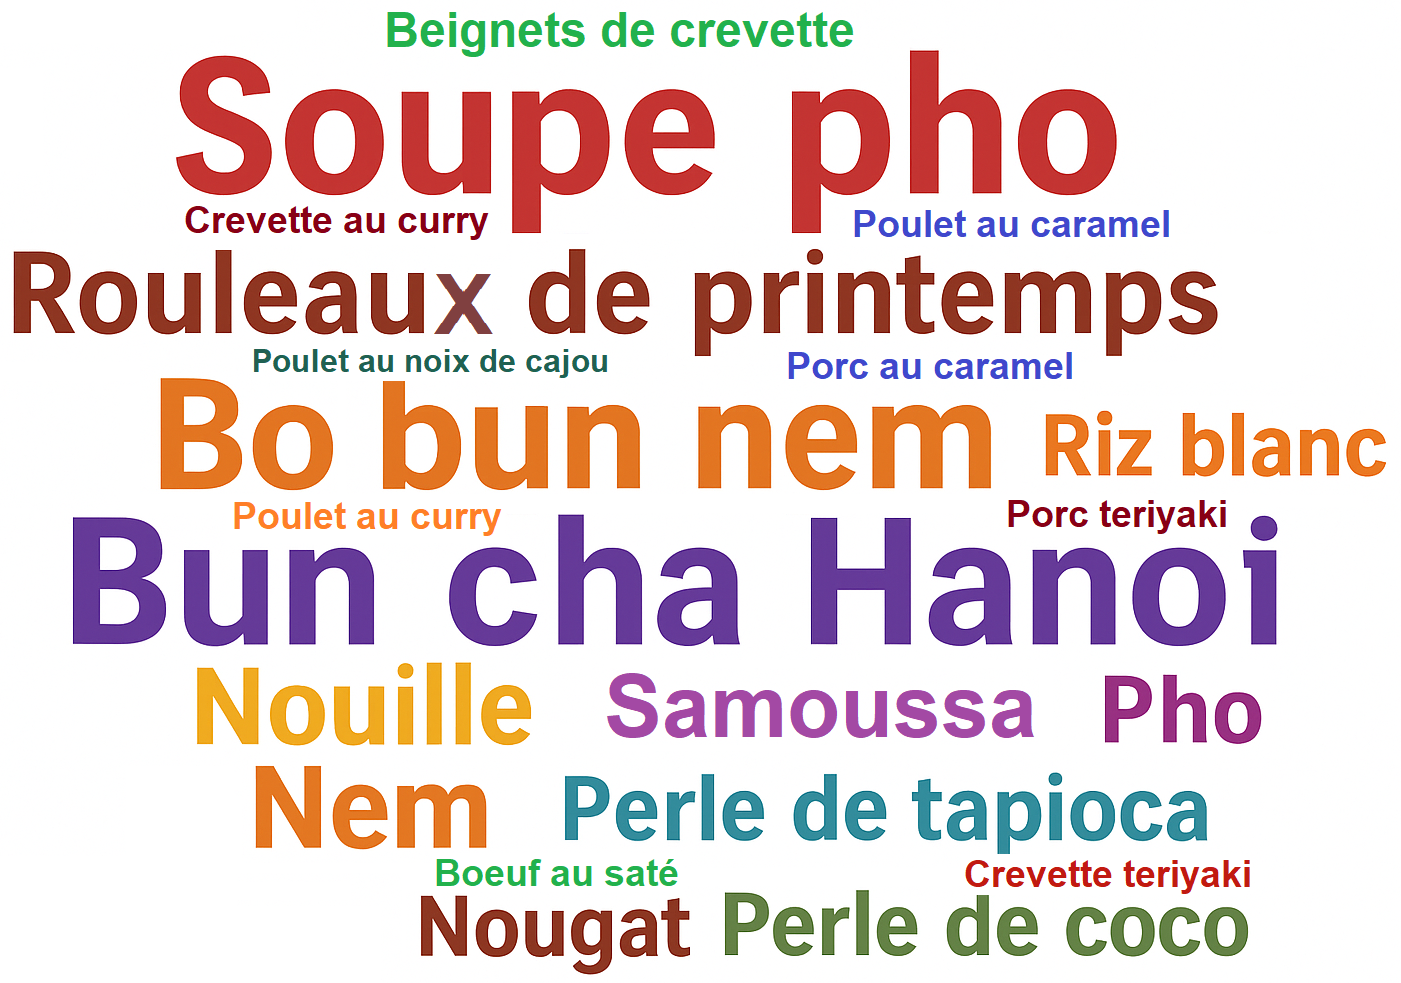 Beignets de crevette
Soupe pho
Crevette au curry
Poulet au caramel
Rouleaux de printemps
Poulet au noix de cajou
Porc au caramel
Bo bun nem
Riz blanc
Poulet au curry
Porc teriyaki
Bun cha Hanoi
Nouille
Samoussa
Pho
Nem
Perle de tapioca
Boeuf au saté
Crevette teriyaki
Nougat
Perle de coco